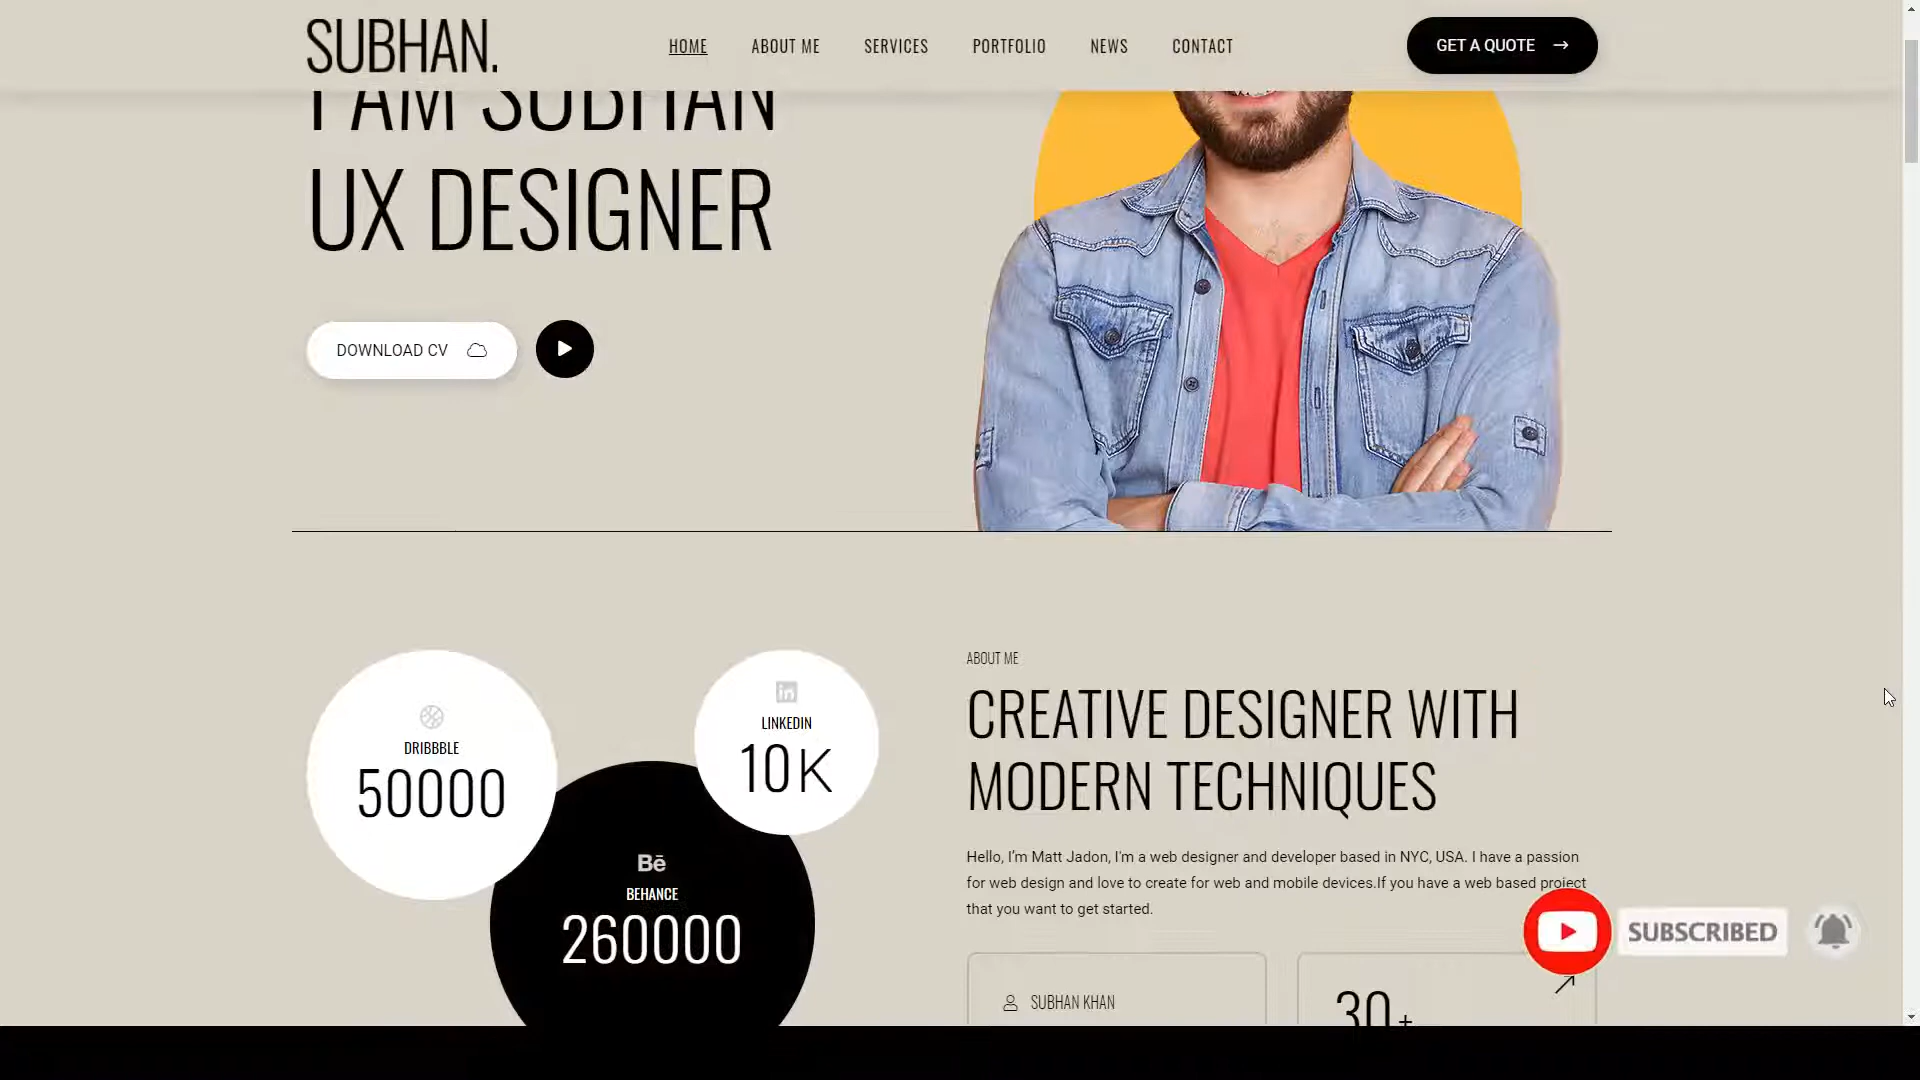 SUBHAN.
HOME
ABOUT ME
SERVICES
PORTFOLIO
NEWS
CONTACT
GET A QUOTE
I AM SUBHAN
UX DESIGNER
DOWNLOAD CV
DRIBBBLE
50000
LINKEDIN
10K
Bē
BEHANCE
260000
ABOUT ME
CREATIVE DESIGNER WITH
MODERN TECHNIQUES
Hello, I’m Matt Jadon, I'm a web designer and developer based in NYC, USA. I have a passion
for web design and love to create for web and mobile devices.If you have a web based project
that you want to get started.
SUBHAN KHAN
30+
SUBSCRIBED